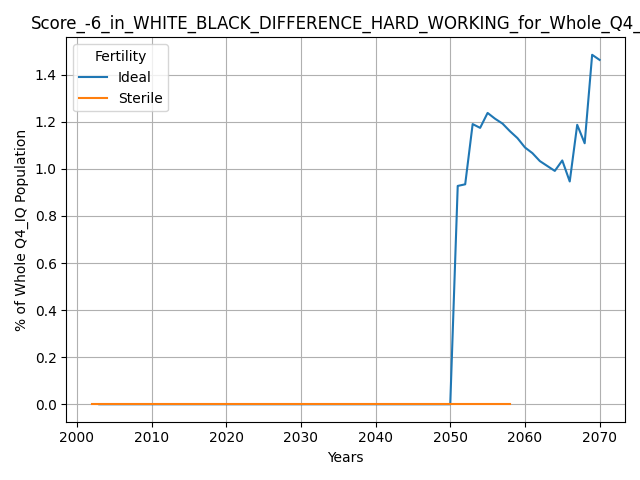 Score_-6_in_WHITE_BLACK_DIFFERENCE_HARD_WORKING_for_Whole_Q4_
Fertility
Ideal
Sterile
% of Whole Q4_IQ Population
1.4
1.2
1.0
0.8
0.6
0.4
0.2
0.0
2000 2010 2020 2030 2040 2050 2060 2070
Years